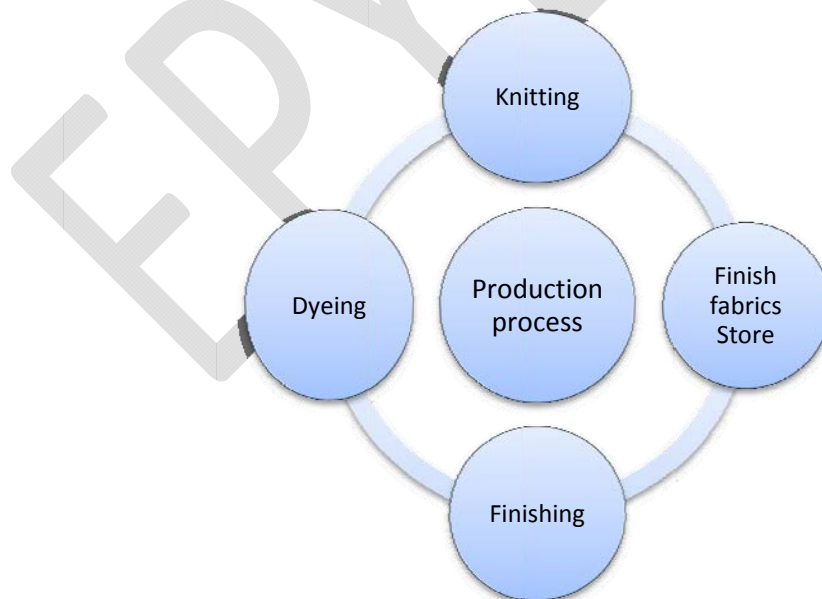 Knitting
Dyeing
Production
process
Finish
fabrics
Store
Finishing